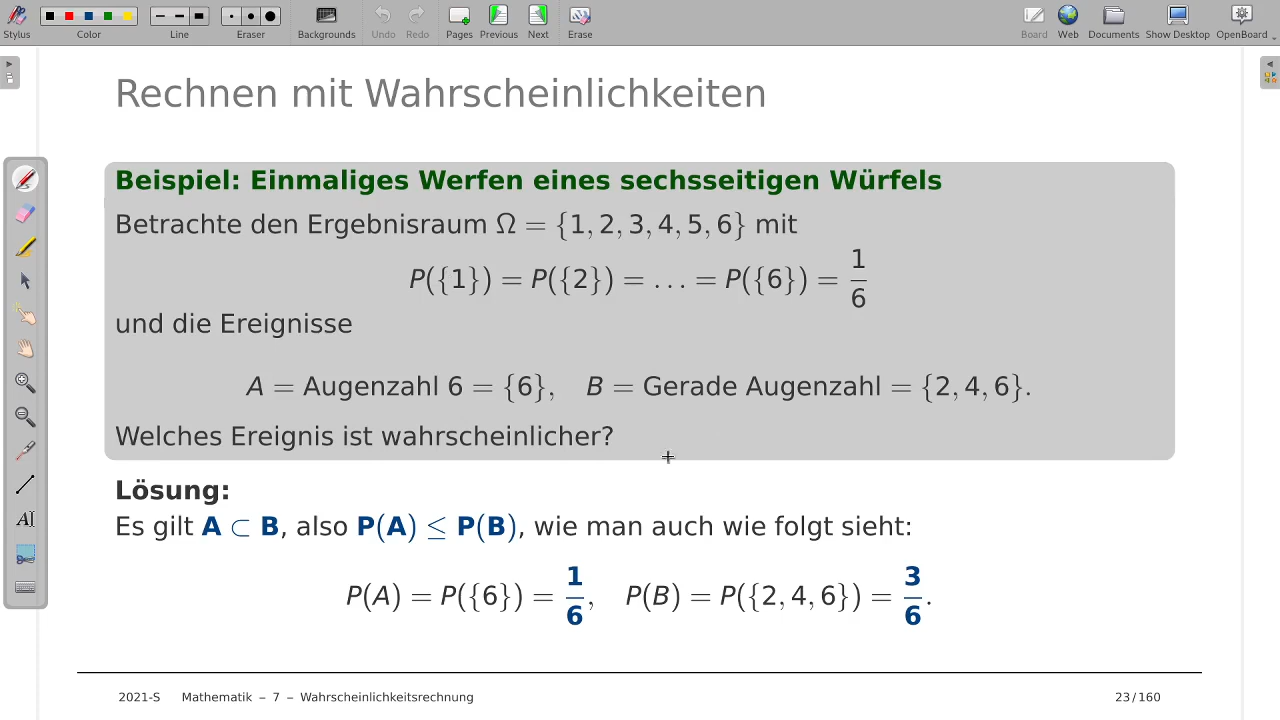 Stylus Color Line Eraser Backgrounds Undo Redo Pages Previous Next Erase Board Web Documents Show Desktop OpenBoard
Rechnen mit Wahrscheinlichkeiten
Beispiel: Einmaliges Werfen eines sechsseitigen Würfels
Betrachte den Ergebnisraum Ω = {1, 2, 3, 4, 5, 6} mit
P({1}) = P({2}) = . . . = P({6}) = 1/6
und die Ereignisse
A = Augenzahl 6 = {6}, B = Gerade Augenzahl = {2, 4, 6}.
Welches Ereignis ist wahrscheinlicher?
Lösung:
Es gilt A ⊂ B, also P(A) ≤ P(B), wie man auch wie folgt sieht:
P(A) = P({6}) = 1/6, P(B) = P({2, 4, 6}) = 3/6.
2021-S Mathematik – 7 – Wahrscheinlichkeitsrechnung 23/160